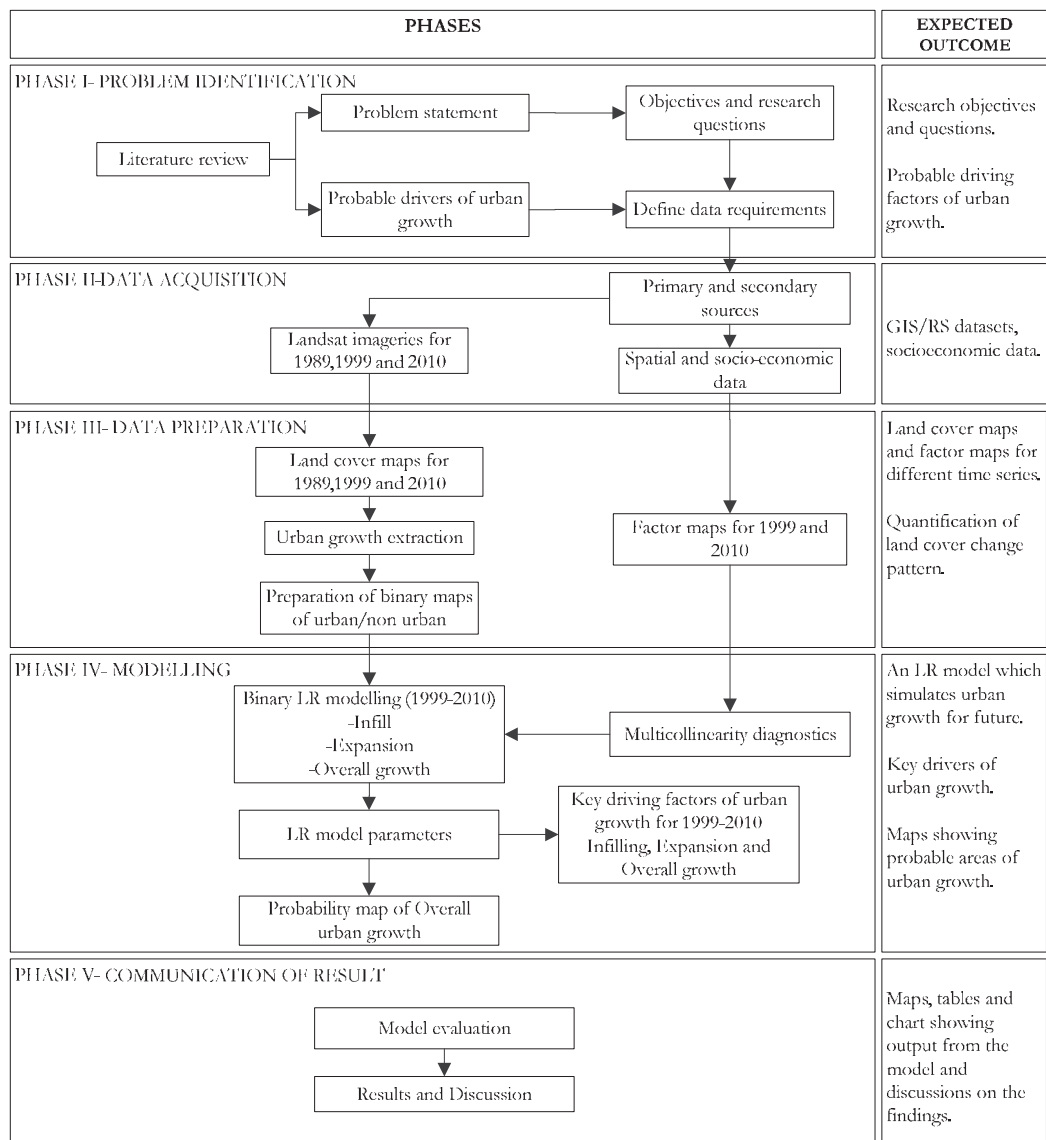 PHASES
EXPECTED
OUTCOME
PHASE I- PROBLEM IDENTIFICATION
Literature review
Problem statement
Objectives and research
questions
Probable drivers of urban
growth
Define data requirements
Research objectives
and questions.
Probable driving
factors of urban
growth.
PHASE II-DATA ACQUISITION
Primary and secondary
sources
Landsat imageries for
1989,1999 and 2010
Spatial and socio-economic
data
GIS/RS datasets,
socioeconomic data.
PHASE III- DATA PREPARATION
Land cover maps for
1989,1999 and 2010
Urban growth extraction
Preparation of binary maps
of urban/non urban
Factor maps for 1999 and
2010
Land cover maps
and factor maps for
different time series.
Quantification of
land cover change
pattern.
PHASE IV- MODELLING
Binary LR modelling (1999-2010)
-Infill
-Expansion
-Overall growth
Multicollinearity diagnostics
LR model parameters
Key driving factors of urban
growth for 1999-2010
Infilling, Expansion and
Overall growth
Probability map of Overall
urban growth
An LR model which
simulates urban
growth for future.
Key drivers of
urban growth.
Maps showing
probable areas of
urban growth.
PHASE V- COMMUNICATION OF RESULT
Model evaluation
Results and Discussion
Maps, tables and
chart showing
output from the
model and
discussions on the
findings.